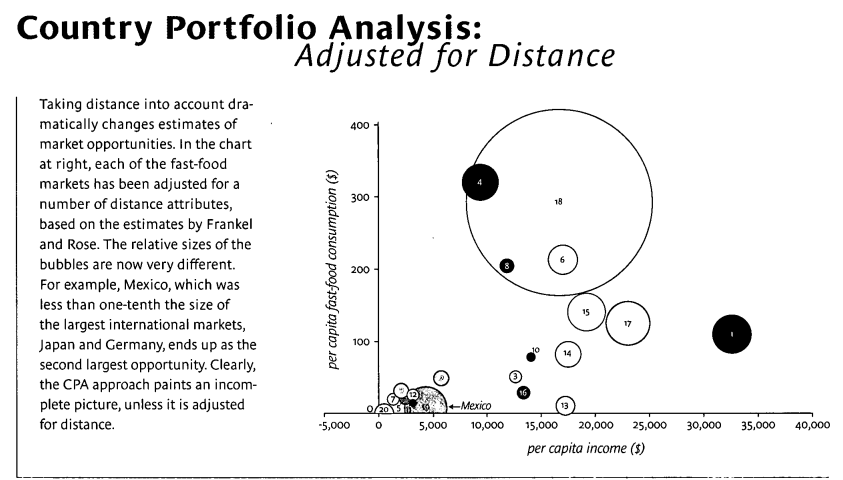 Country Portfolio Analysis:
Adjusted for Distance
Taking distance into account dra-
matically changes estimates of
market opportunities. In the chart
at right, each of the fast-food
markets has been adjusted for a
number of distance attributes,
based on the estimates by Frankel
and Rose. The relative sizes of the
bubbles are now very different.
For example, Mexico, which was
less than one-tenth the size of
the largest international markets,
Japan and Germany, ends up as the
second largest opportunity. Clearly,
the CPA approach paints an incom-
plete picture, unless it is adjusted
for distance.
per capita fast-food consumption ($)
400
300
200
100
0
4
18
8
6
15
17
1
10
14
3
16
13
7
12
20
5
Mexico
-5,000 0 5,000 10,000 15,000 20,000 25,000 30,000 35,000 40,000
per capita income ($)